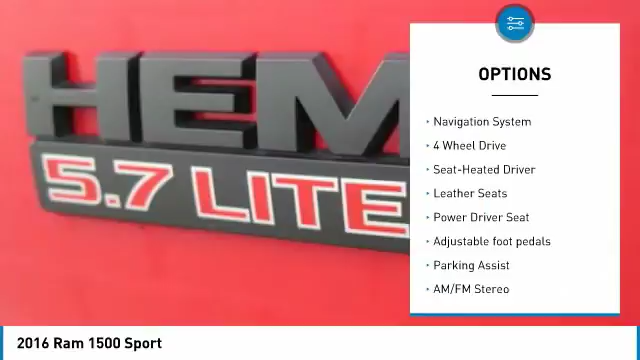 HEM
5.7 LITE
OPTIONS
Navigation System
4 Wheel Drive
Seat-Heated Driver
Leather Seats
Power Driver Seat
Adjustable foot pedals
Parking Assist
AM/FM Stereo
2016 Ram 1500 Sport